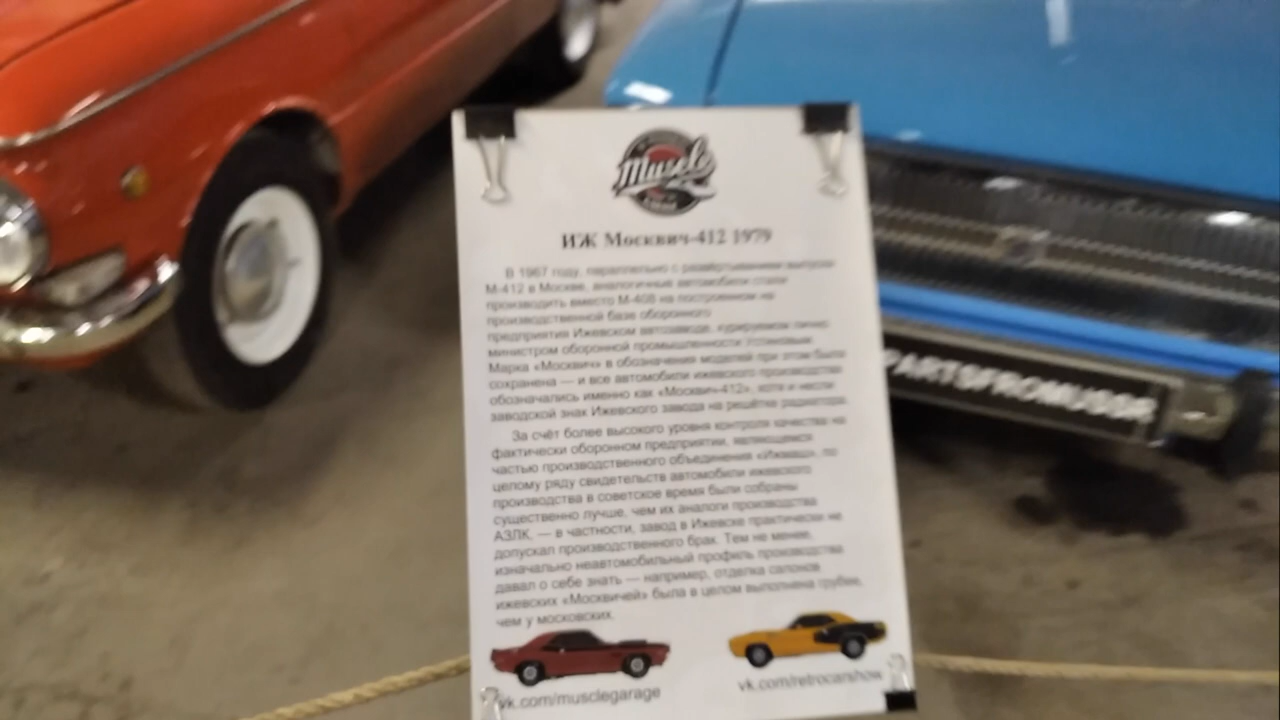 Muscle
ИЖ Москвич-412 1979
В 1967 году, параллельно с развёртыванием выпуска
М-412 в Москве, аналогичные автомобили стали
производить вместо М-408 на построенном на
производственной базе оборонного
предприятия Ижевском автозаводе, курируемом лично
министром оборонной промышленности Устиновым.
Марка «Москвич» в обозначения моделей при этом была
сохранена — и все автомобили ижевского производства
обозначались именно как «Москвич-412», хотя и несли
заводской знак Ижевского завода на решётке радиатора.
За счёт более высокого уровня контроля качества на
фактически оборонном предприятии, являющемся
частью производственного объединения «Ижмаш», по
целому ряду свидетельств автомобили ижевского
производства в советское время были собраны
существенно лучше, чем их аналоги производства
АЗЛК, — в частности, завод в Ижевске практически не
допускал производственного брак. Тем не менее,
изначально неавтомобильный профиль производства
давал о себе знать — например, отделка салонов
ижевских «Москвичей» была в целом выполнена грубее,
чем у московских.
vk.com/musclegarage
vk.com/retrocarshow
PARTSFROMUSSR